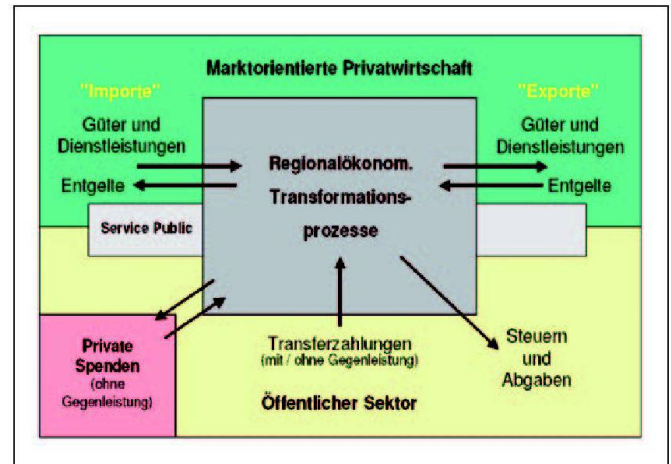 Marktorientierte Privatwirtschaft
"Importe"
"Exporte"
Güter und
Dienstleistungen
Entgelte
Regionalökonom.
Transformations-
prozesse
Güter und
Dienstleistungen
Entgelte
Service Public
Private
Spenden
(ohne
Gegenleistung)
Transferzahlungen
(mit / ohne Gegenleistung)
Öffentlicher Sektor
Steuern
und
Abgaben